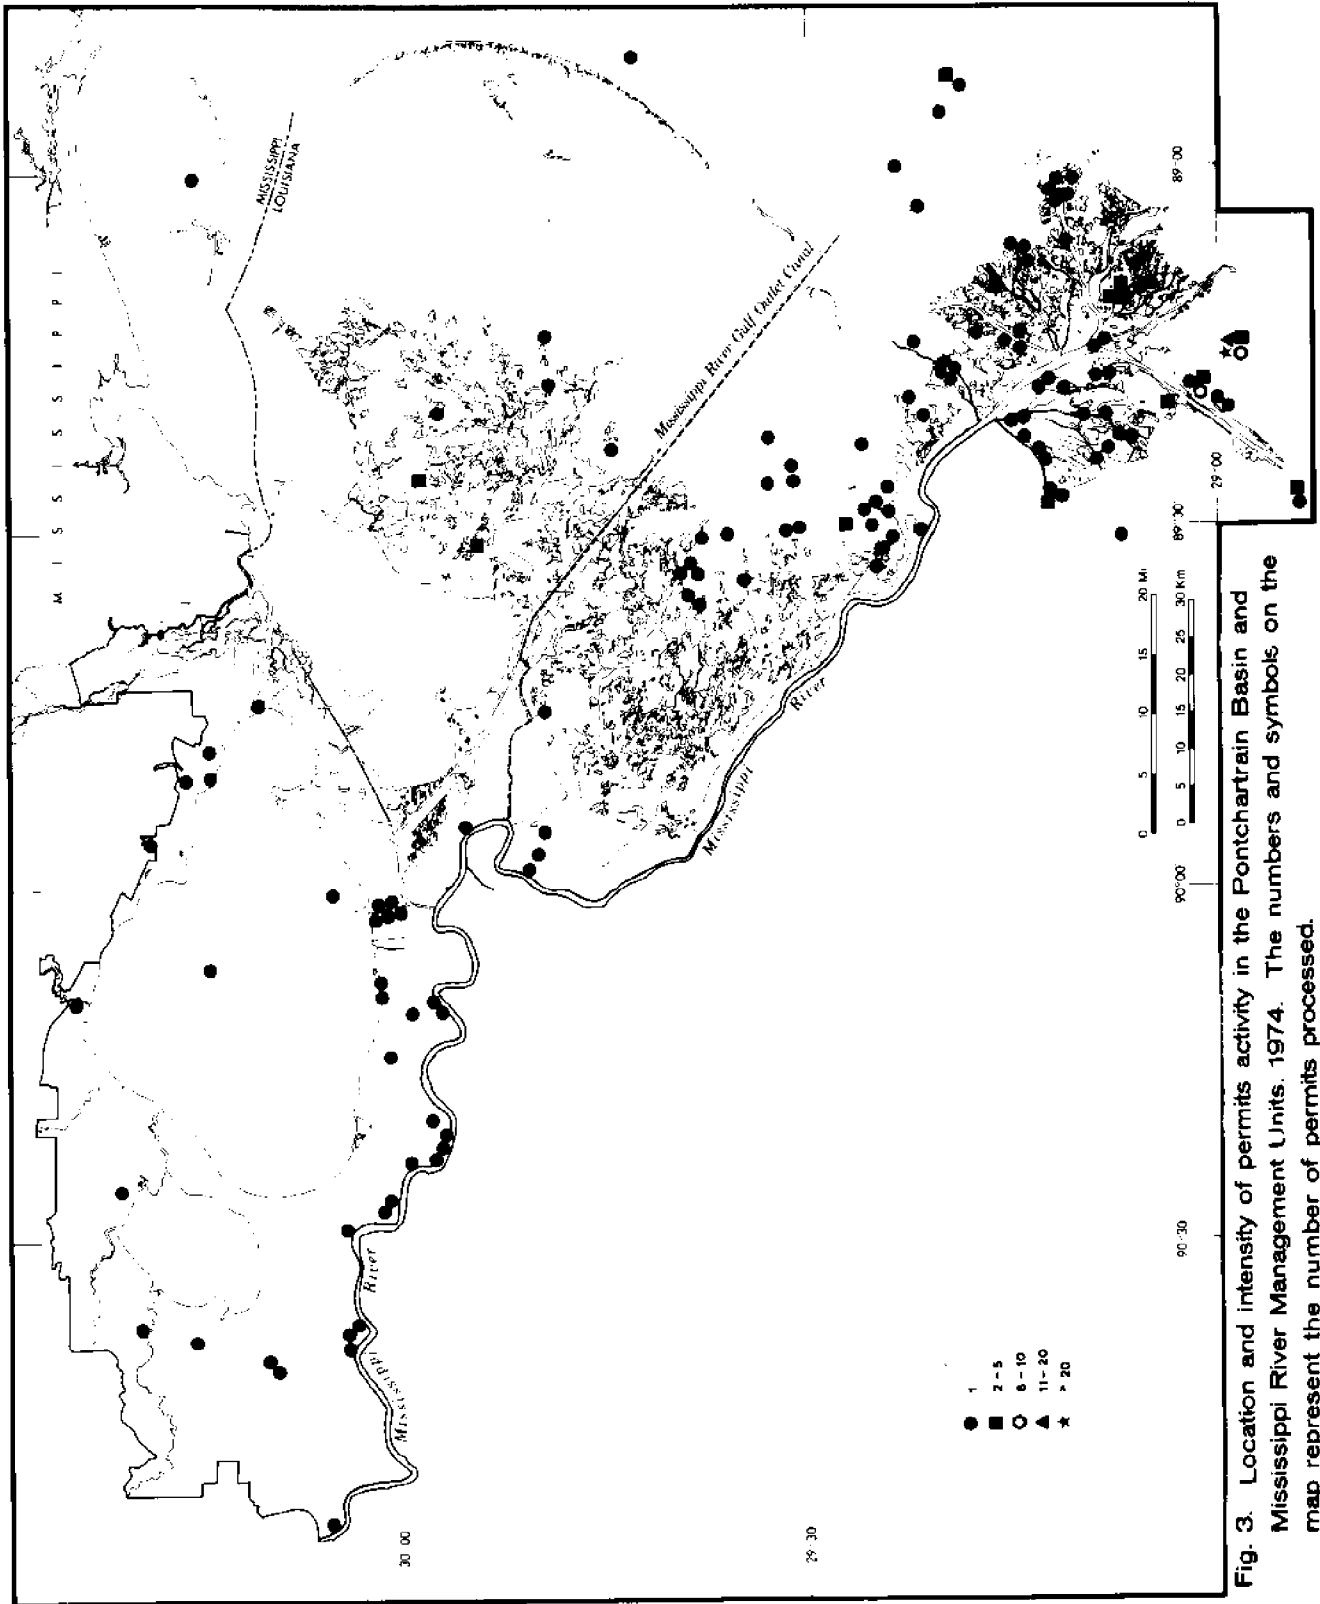 M I S S I S S I P P I
MISSISSIPPI
LOUISIANA
Mississippi River Gulf Outlet Canal
Mississippi
River
Mississippi
River
30 00
29·30
29·00
90·30
90·00
89·30
89·00
0 5 10 15 20 Mi
0 5 10 15 20 25 30 Km
1
2-5
6-10
11-20
> 20
Fig. 3. Location and intensity of permits activity in the Pontchartrain Basin and
Mississippi River Management Units. 1974. The numbers and symbols on the
map represent the number of permits processed.